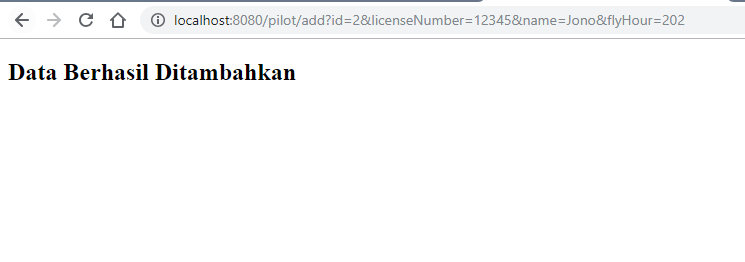 localhost:8080/pilot/add?id=2&licenseNumber=12345&name=Jono&flyHour=202
Data Berhasil Ditambahkan